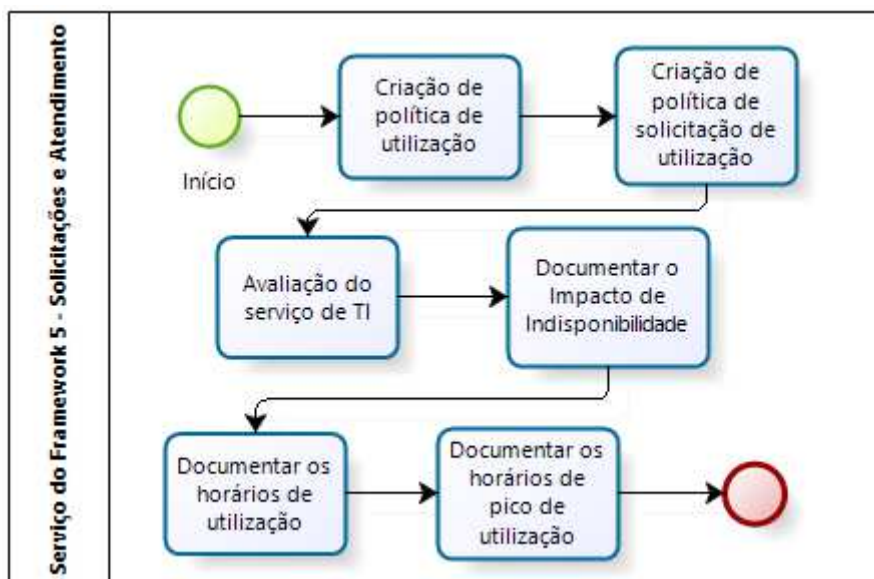 Serviço do Framework 5 - Solicitações e Atendimento
Início
Criação de
política de
utilização
Criação de
política de
solicitação de
utilização
Avaliação do
serviço de TI
Documentar o
Impacto de
Indisponibilidade
Documentar os
horários de
utilização
Documentar os
horários de
pico de
utilização